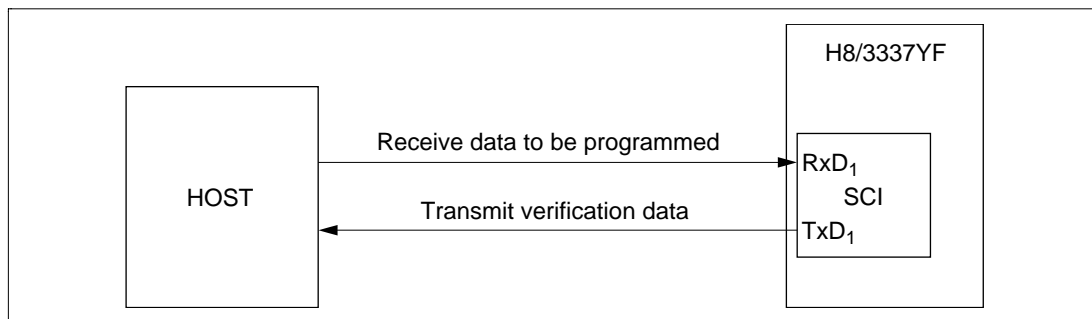 H8/3337YF
Receive data to be programmed
RxD₁
HOST
SCI
Transmit verification data
TxD₁